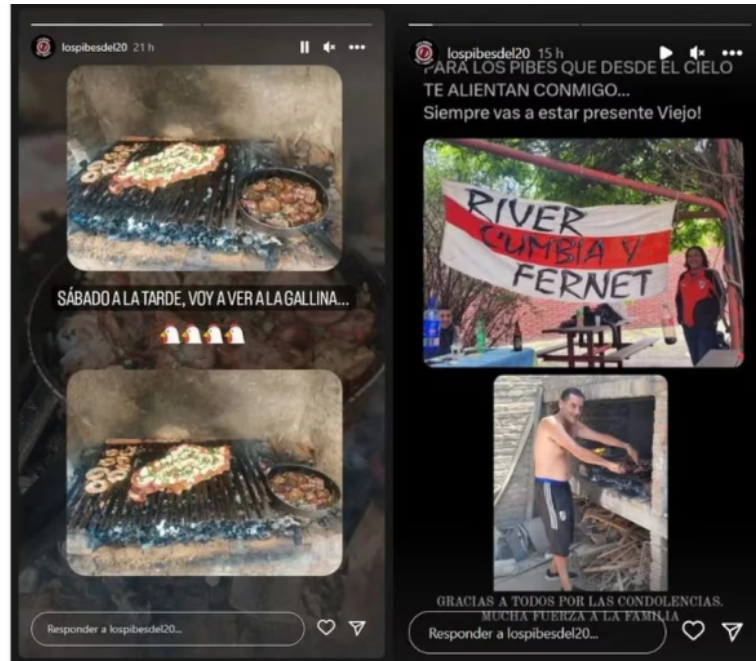 lospibesdel20 21 h
SÁBADO A LA TARDE, VOY A VER A LA GALLINA...
Responder a lospibesdel20...
lospibesdel20 15 h
PARA LOS PIBES QUE DESDE EL CIELO
TE ALIENTAN CONMIGO...
Siempre vas a estar presente Viejo!
RIVER
CUMBIA Y
FERNET
GRACIAS A TODOS POR LAS CONDOLENCIAS.
MUCHA FUERZA A LA FAMILIA
Responder a lospibesdel20...